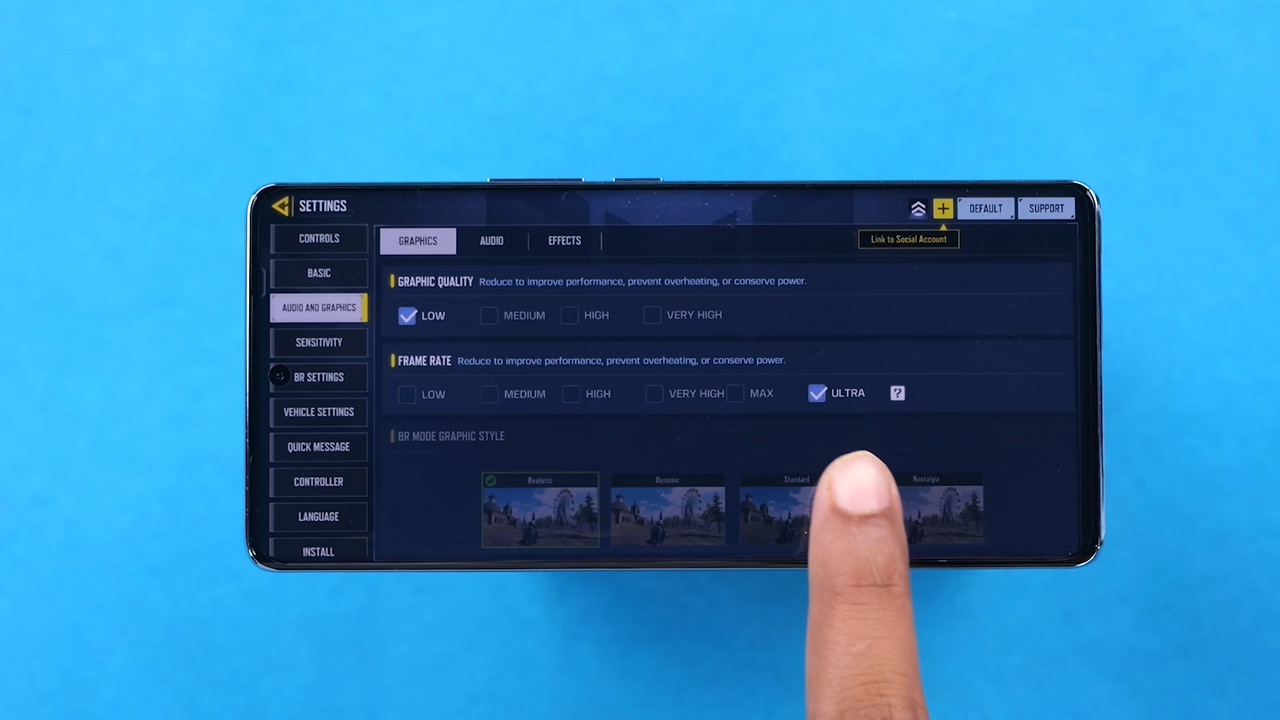 SETTINGS
DEFAULT
SUPPORT
Link to Social Account
CONTROLS
BASIC
AUDIO AND GRAPHICS
SENSITIVITY
BR SETTINGS
VEHICLE SETTINGS
QUICK MESSAGE
CONTROLLER
LANGUAGE
INSTALL
GRAPHICS
AUDIO
EFFECTS
GRAPHIC QUALITY Reduce to improve performance, prevent overheating, or conserve power.
LOW MEDIUM HIGH VERY HIGH
FRAME RATE Reduce to improve performance, prevent overheating, or conserve power.
LOW MEDIUM HIGH VERY HIGH MAX ULTRA ?
BR MODE GRAPHIC STYLE
Realistic Dynamic Standard Nostalgia